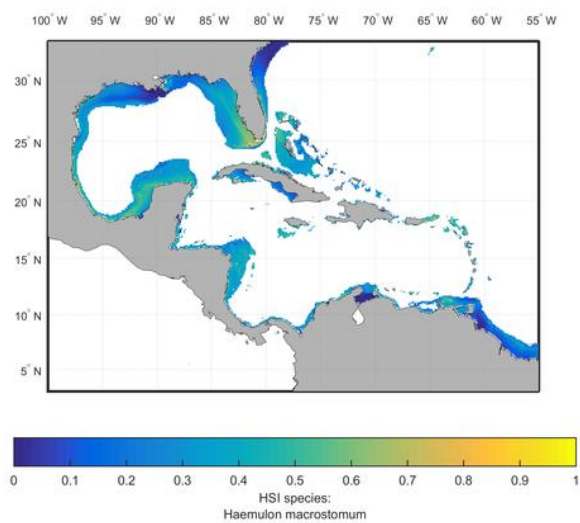 100° W 95° W 90° W 85° W 80° W 75° W 70° W 65° W 60° W 55° W
30° N
25° N
20° N
15° N
10° N
5° N
0 0.1 0.2 0.3 0.4 0.5 0.6 0.7 0.8 0.9 1
HSI species:
Haemulon macrostomum